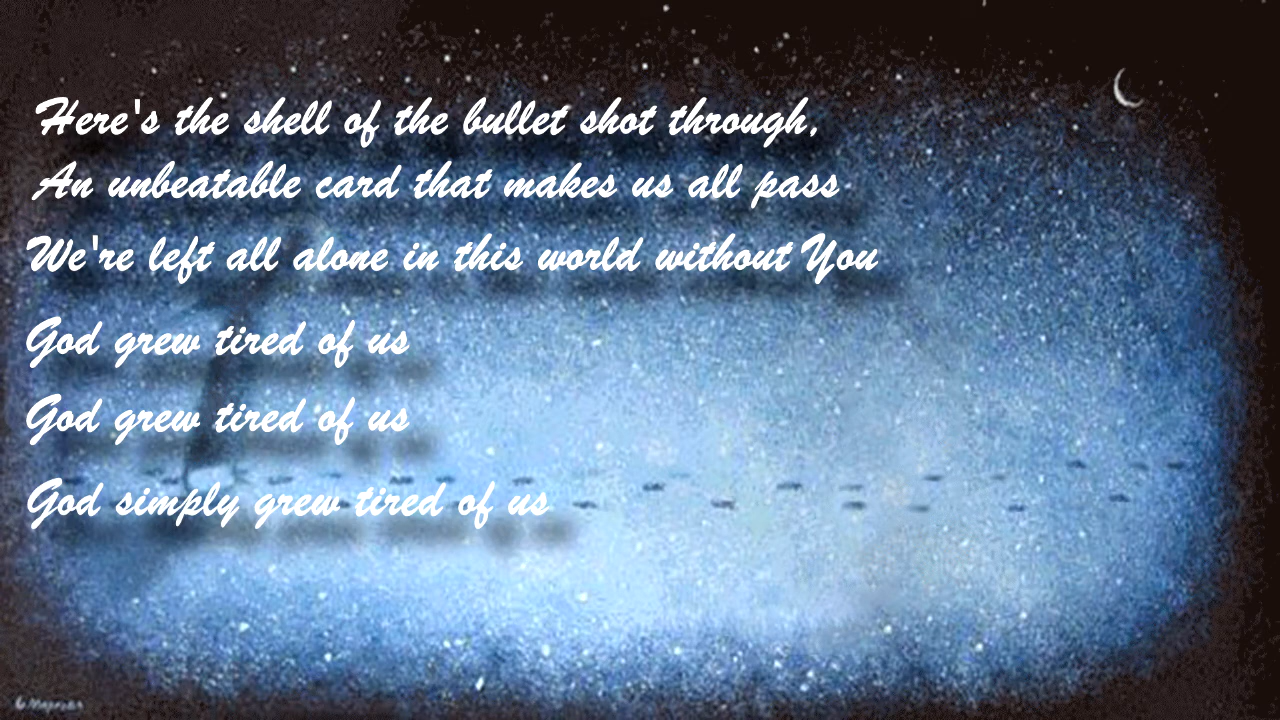 Here's the shell of the bullet shot through,
An unbeatable card that makes us all pass
We're left all alone in this world without You
God grew tired of us
God grew tired of us
God simply grew tired of us